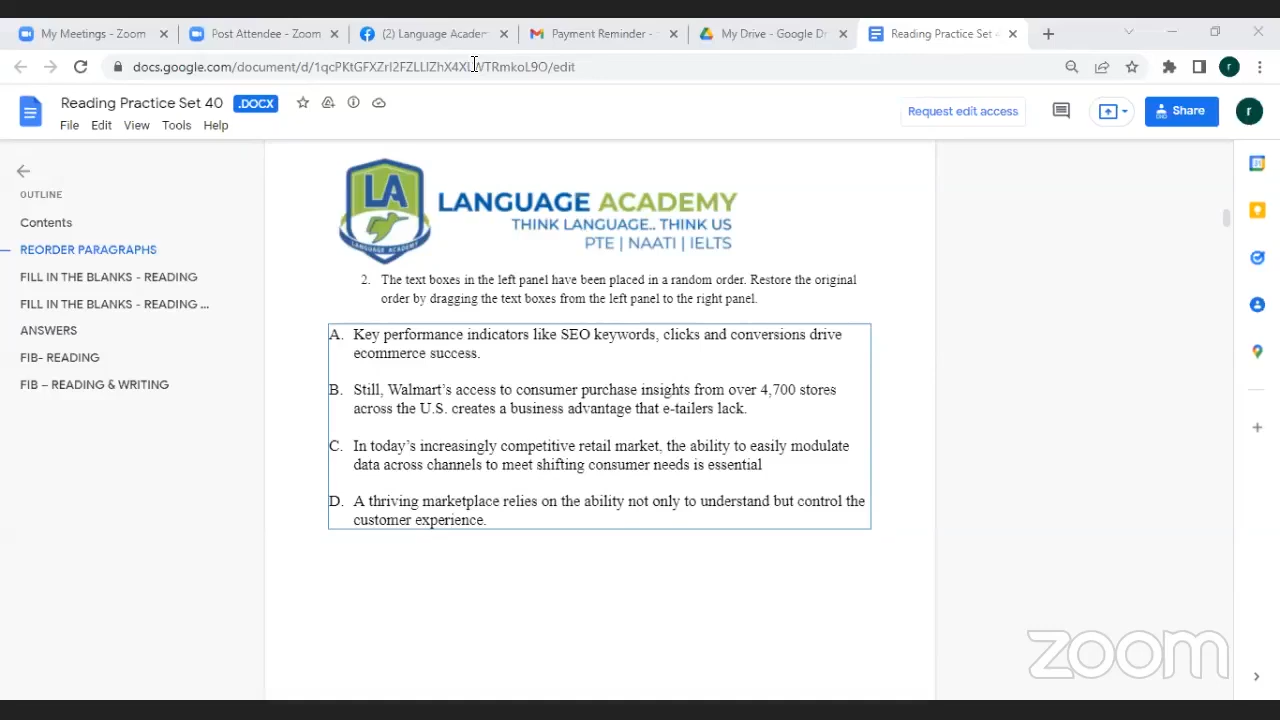 My Meetings - Zoom
Post Attendee - Zoom
(2) Language Academ
Payment Reminder -
My Drive - Google Dr
Reading Practice Set 4
docs.google.com/document/d/1qcPKtGFXZrI2FZLLlZhX4XLWTRmkoL9O/edit
r
Reading Practice Set 40
.DOCX
File Edit View Tools Help
Request edit access
Share
r
OUTLINE
Contents
REORDER PARAGRAPHS
FILL IN THE BLANKS - READING
FILL IN THE BLANKS - READING ...
ANSWERS
FIB- READING
FIB – READING & WRITING
LA
LANGUAGE ACADEMY
LANGUAGE ACADEMY
THINK LANGUAGE.. THINK US
PTE | NAATI | IELTS
2. The text boxes in the left panel have been placed in a random order. Restore the original
order by dragging the text boxes from the left panel to the right panel.
A. Key performance indicators like SEO keywords, clicks and conversions drive
ecommerce success.
B. Still, Walmart’s access to consumer purchase insights from over 4,700 stores
across the U.S. creates a business advantage that e-tailers lack.
C. In today’s increasingly competitive retail market, the ability to easily modulate
data across channels to meet shifting consumer needs is essential
D. A thriving marketplace relies on the ability not only to understand but control the
customer experience.
zoom